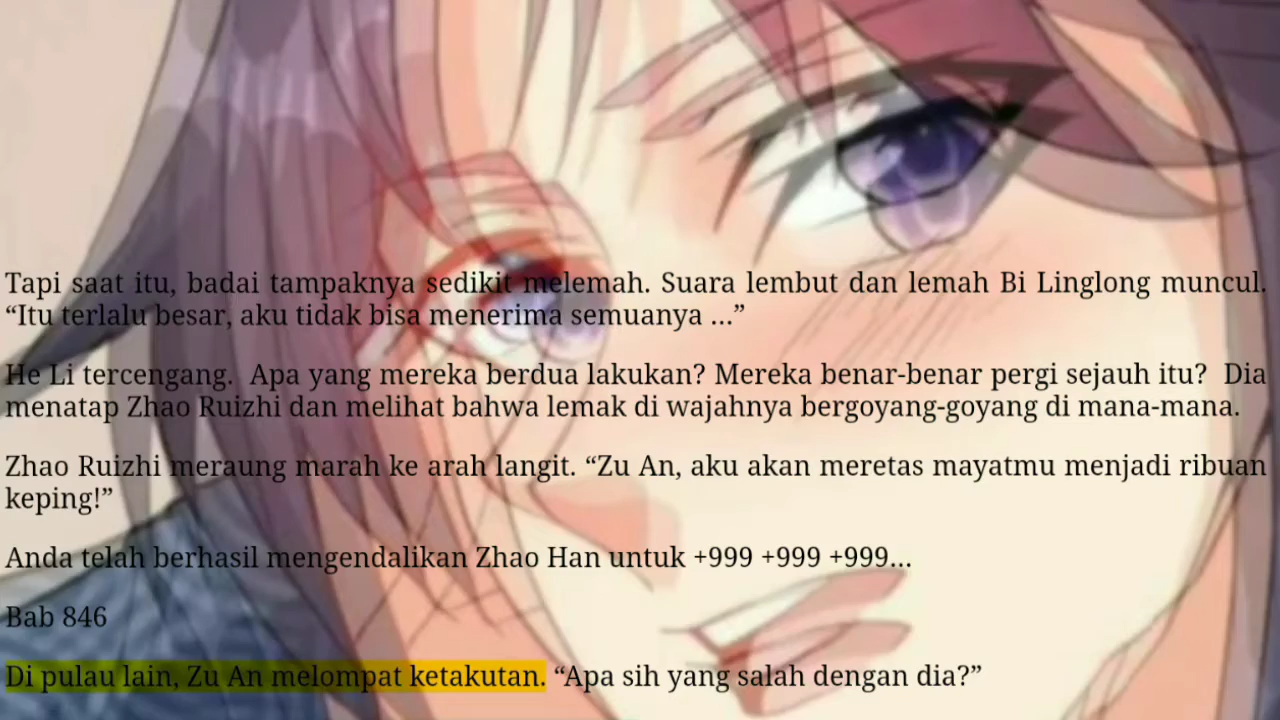 Tapi saat itu, badai tampaknya sedikit melemah. Suara lembut dan lemah Bi Linglong muncul.
“Itu terlalu besar, aku tidak bisa menerima semuanya ...”
He Li tercengang.  Apa yang mereka berdua lakukan? Mereka benar-benar pergi sejauh itu?  Dia
menatap Zhao Ruizhi dan melihat bahwa lemak di wajahnya bergoyang-goyang di mana-mana.
Zhao Ruizhi meraung marah ke arah langit. “Zu An, aku akan meretas mayatmu menjadi ribuan
keping!”
Anda telah berhasil mengendalikan Zhao Han untuk +999 +999 +999...
Bab 846
Di pulau lain, Zu An melompat ketakutan. “Apa sih yang salah dengan dia?”